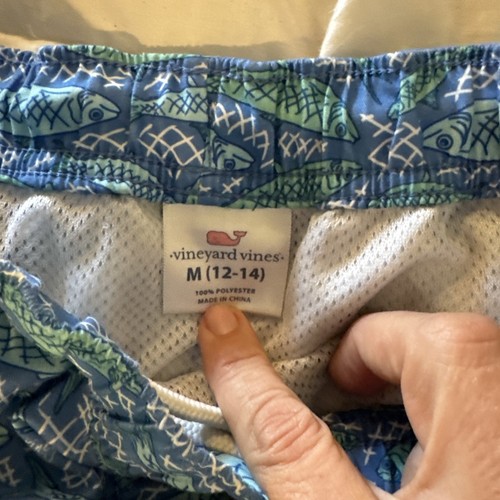 vineyard vines
M (12-14)
100% POLYESTER
MADE IN CHINA